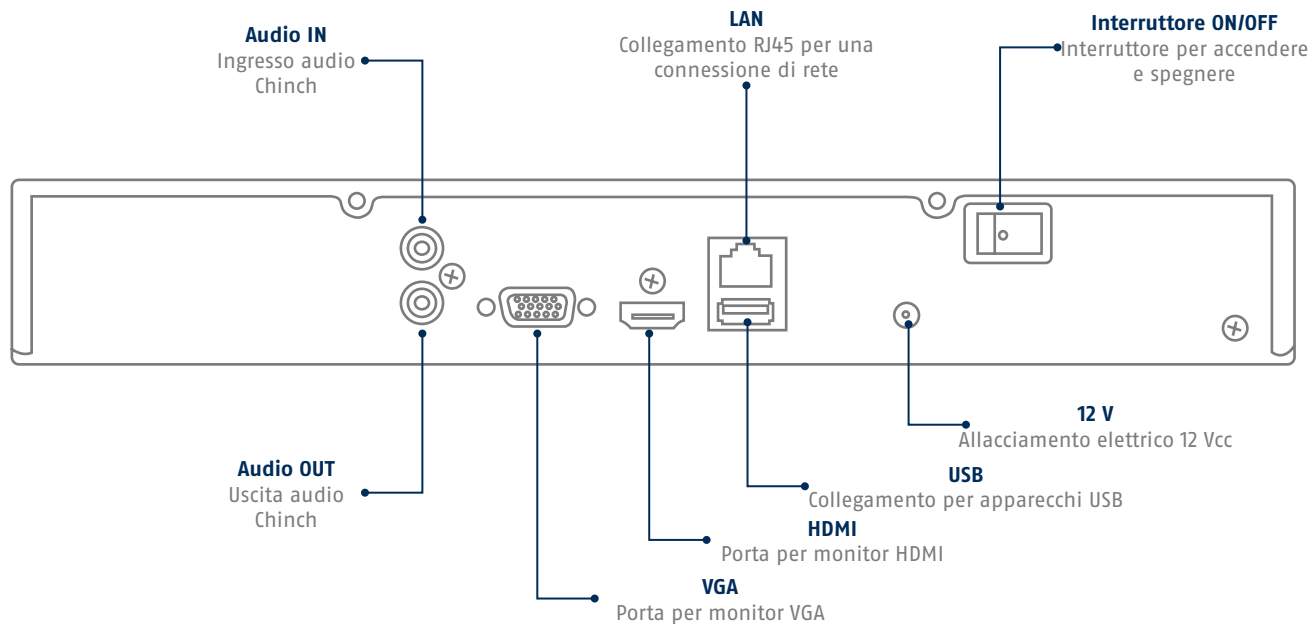 Audio IN
Ingresso audio
Chinch
LAN
Collegamento RJ45 per una
connessione di rete
Interruttore ON/OFF
Interruttore per accendere
e spegnere
12 V
Allacciamento elettrico 12 Vcc
Audio OUT
Uscita audio
Chinch
USB
Collegamento per apparecchi USB
HDMI
Porta per monitor HDMI
VGA
Porta per monitor VGA